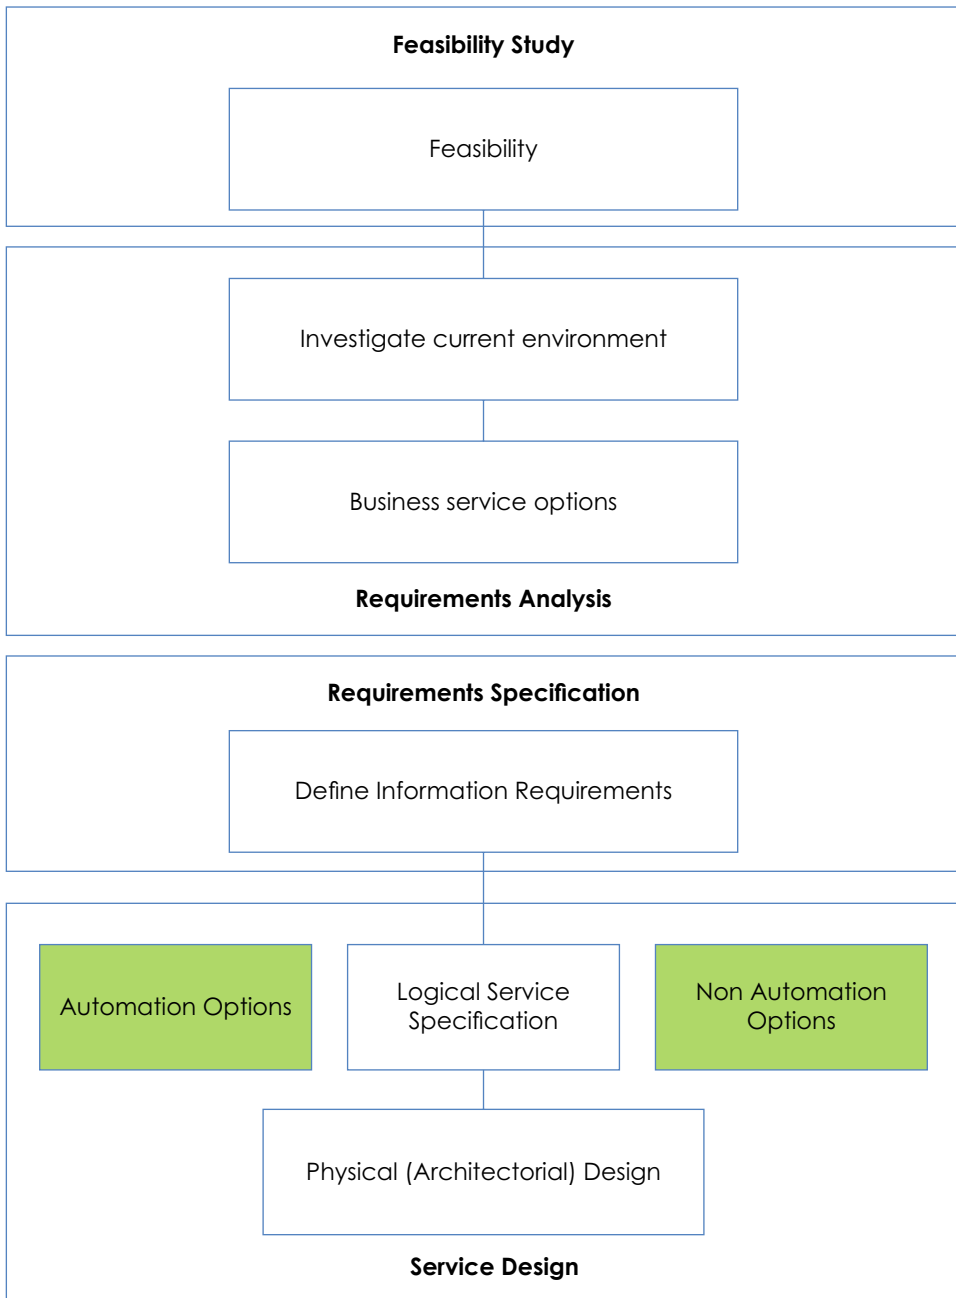 Feasibility Study
Feasibility
Investigate current environment
Business service options
Requirements Analysis
Requirements Specification
Define Information Requirements
Automation Options
Logical Service
Specification
Non Automation
Options
Physical (Architectorial) Design
Service Design